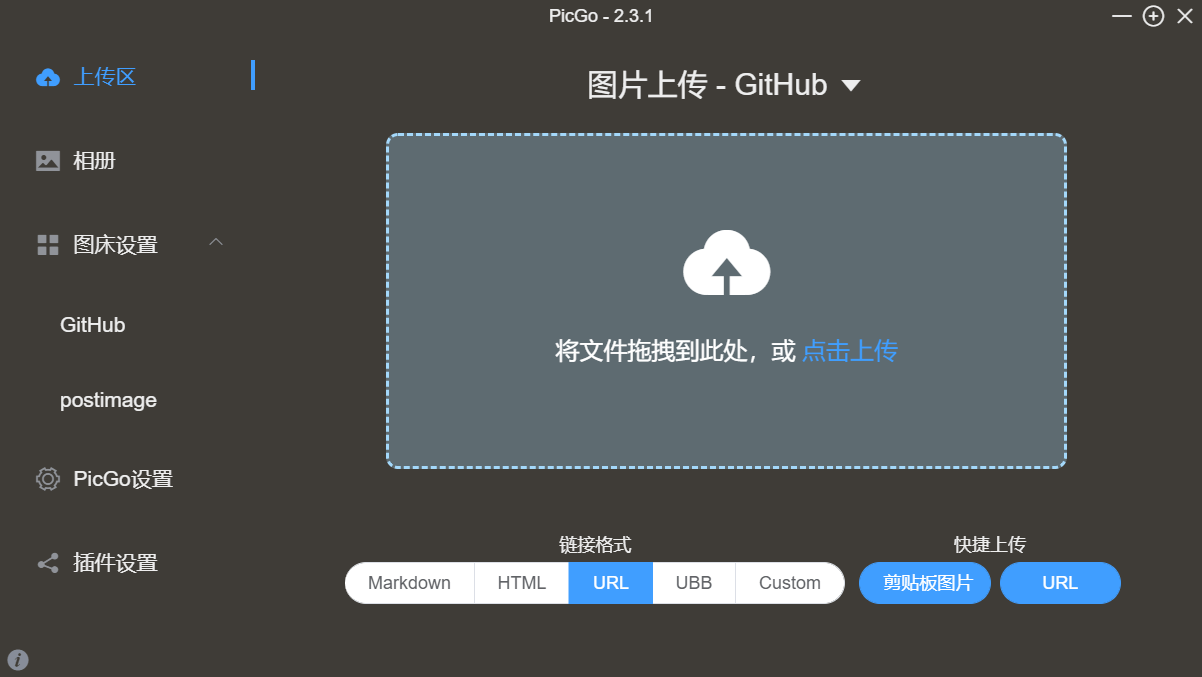 PicGo - 2.3.1
上传区
相册
图床设置
GitHub
postimage
PicGo设置
插件设置
图片上传 - GitHub
将文件拖拽到此处，或 点击上传
链接格式
Markdown HTML URL UBB Custom
快捷上传
剪贴板图片 URL